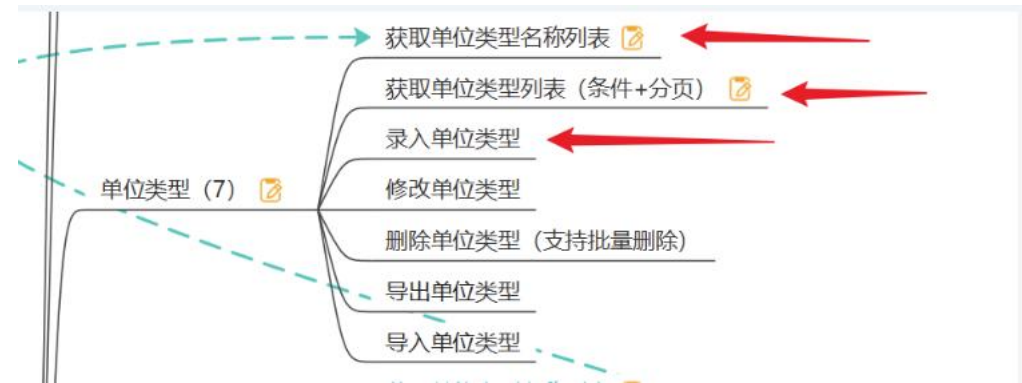 获取单位类型名称列表
获取单位类型列表（条件+分页）
录入单位类型
单位类型（7）
修改单位类型
删除单位类型（支持批量删除）
导出单位类型
导入单位类型